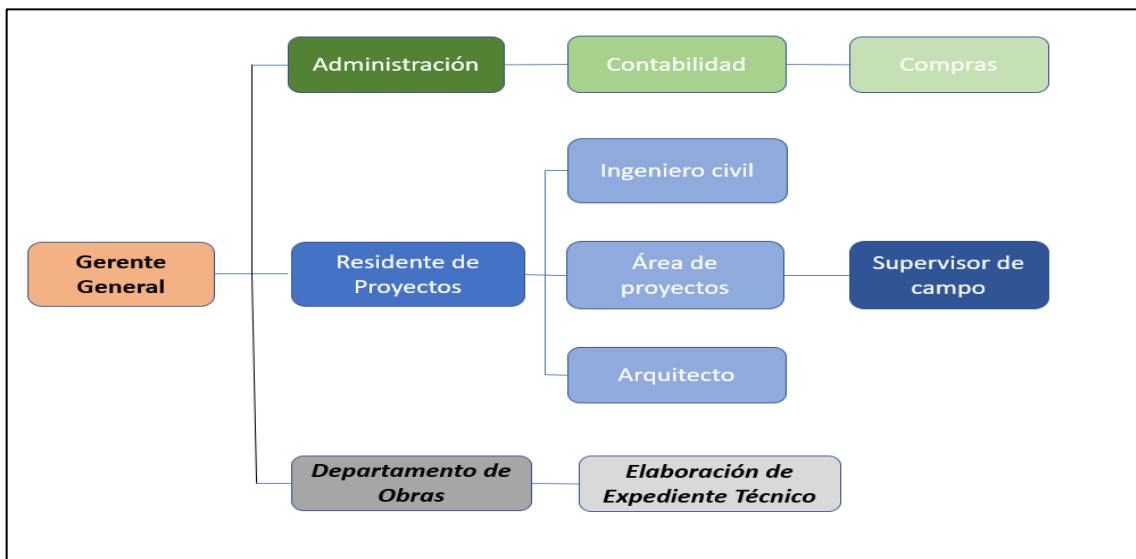 Administración
Contabilidad
Compras
Ingeniero civil
Gerente
General
Residente de
Proyectos
Área de
proyectos
Supervisor de
campo
Arquitecto
Departamento de
Obras
Elaboración de
Expediente Técnico